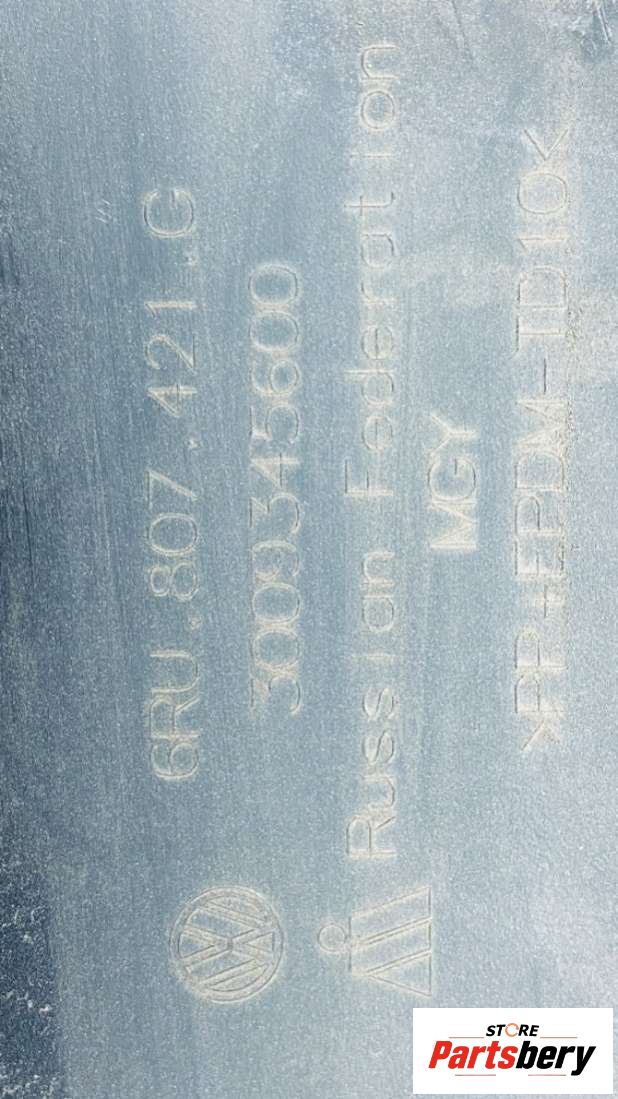 6RU.807.421.G
3009345600
Russian Federation
MGY
>PP+EPDM-TD10<
STORE
Partsbery